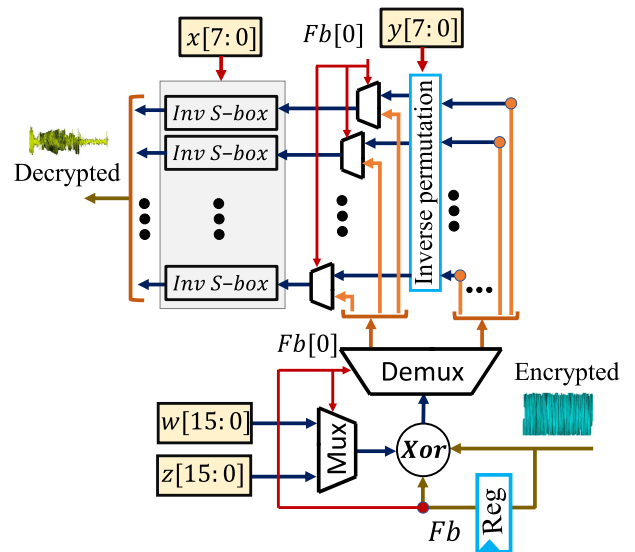 x[7:0]
Fb[0]
y[7:0]
Inv S–box
Inv S–box
Inv S–box
Decrypted
Inverse permutation
Fb[0]
Demux
Encrypted
w[15:0]
z[15:0]
Mux
Xor
Fb
Reg